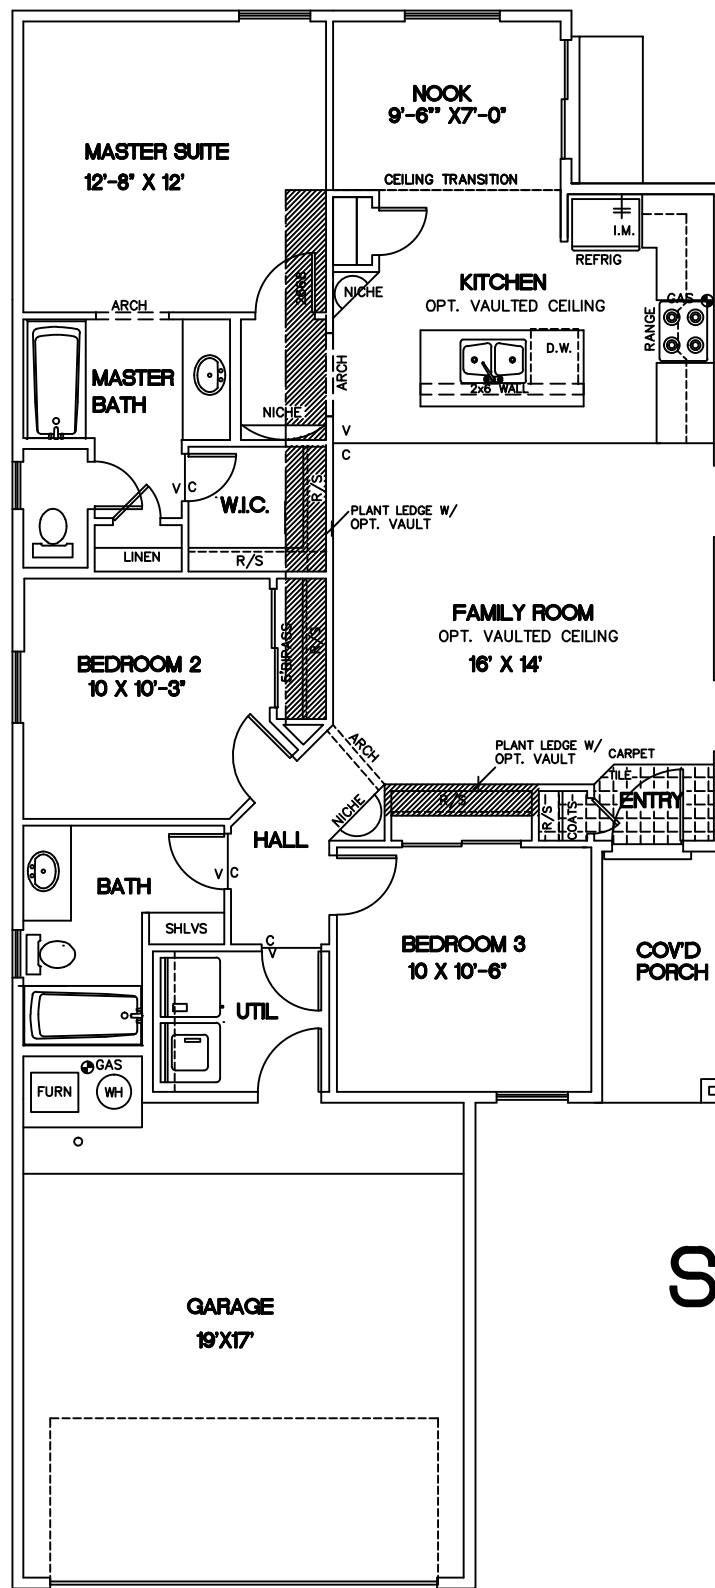 NOOK
9'-6"' X7'-0"
MASTER SUITE
12'-8" X 12'
CEILING TRANSITION
I.M.
REFRIG
KITCHEN
OPT. VAULTED CEILING
NICHE
2668
GAS
RANGE
ARCH
D.W.
2x6 WALL
ARCH
MASTER
BATH
NICHE
V
C
V C
W.I.C.
R/S
PLANT LEDGE W/
OPT. VAULT
LINEN
R/S
FAMILY ROOM
OPT. VAULTED CEILING
16' X 14'
BEDROOM 2
10 X 10'-3"
R/S
ARCH
PLANT LEDGE W/
OPT. VAULT
CARPET
TILE
ENTRY
R/S
R/S
COATS
NICHE
HALL
BATH
V C
SHLVS
C
V
BEDROOM 3
10 X 10'-6"
COV'D
PORCH
UTIL
GAS
FURN
WH
S
GARAGE
19'X17'